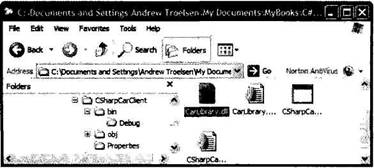 C:\Documents and Settings\Andrew Troelsen\My Documents\MyBooks\C#...
File Edit View Favorites Tools Help
Back Search Folders
Address C:\Documents and Settings\Andrew Troelsen\My Docume Go Norton AntiVirus
Folders
CSharpCarClient
bin
Debug
obj
Properties
CarLibrary.dll CarLibrary.... CSharpCa...
CSharpCa...